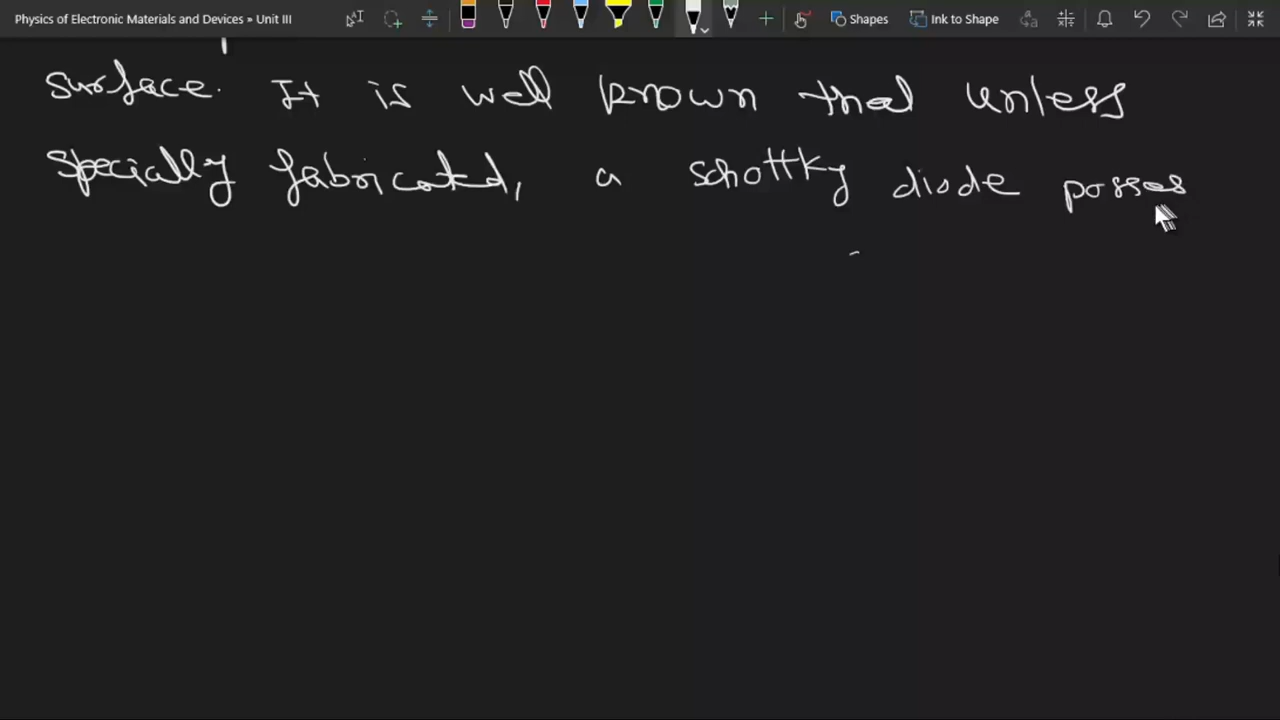 Physics of Electronic Materials and Devices » Unit III
Shapes
Ink to Shape
surface. It is well known that unless
specially fabricated, a schottky diode posses